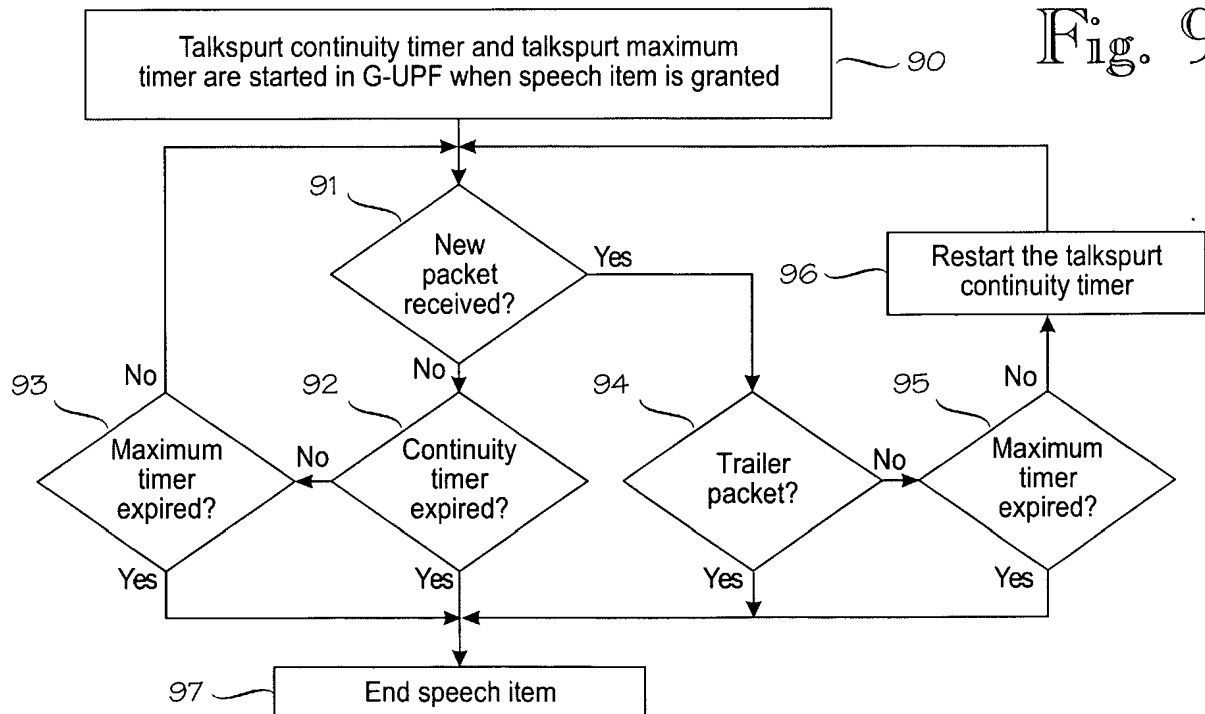 Fig. 9
Talkspurt continuity timer and talkspurt maximum
timer are started in G-UPF when speech item is granted
90
91
New
packet
received?
Yes
No
96
Restart the talkspurt
continuity timer
93
No
Maximum
timer
expired?
Yes
92
No
Continuity
timer
expired?
Yes
94
Trailer
packet?
No
Yes
95
No
Maximum
timer
expired?
Yes
97
End speech item